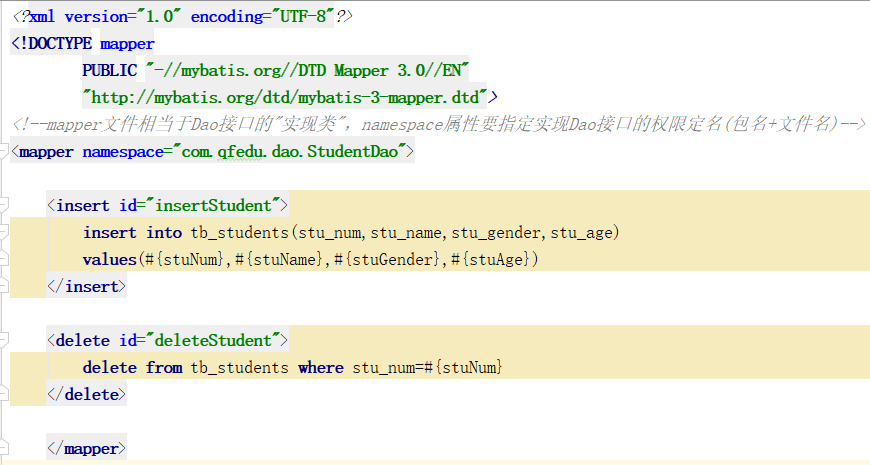 <?xml version="1.0" encoding="UTF-8"?>
<!DOCTYPE mapper
PUBLIC "-//mybatis.org//DTD Mapper 3.0//EN"
"http://mybatis.org/dtd/mybatis-3-mapper.dtd">
<!--mapper文件相当于Dao接口的"实现类"，namespace属性要指定实现Dao接口的权限定名(包名+文件名)-->
<mapper namespace="com.qfedu.dao.StudentDao">
<insert id="insertStudent">
insert into tb_students(stu_num,stu_name,stu_gender,stu_age)
values(#{stuNum},#{stuName},#{stuGender},#{stuAge})
</insert>
<delete id="deleteStudent">
delete from tb_students where stu_num=#{stuNum}
</delete>
</mapper>